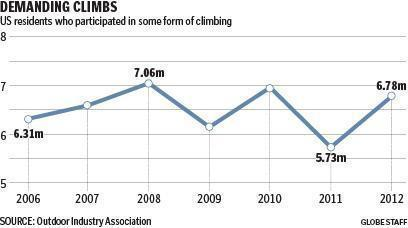 DEMANDING CLIMBS
US residents who participated in some form of climbing
8
7.06m
7
6.78m
6.31m
6
5.73m
5
2006 2007 2008 2009 2010 2011 2012
SOURCE: Outdoor Industry Association GLOBE STAFF